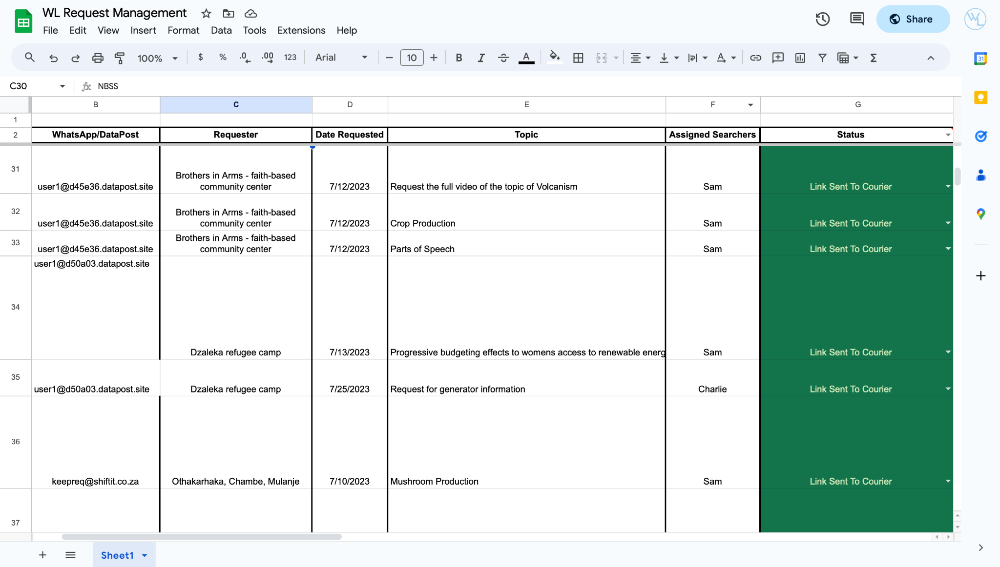 WL Request Management
File Edit View Insert Format Data Tools Extensions Help
Share
WL
100% $ % .0 .00 123 Arial 10 B I A
31
C30 fx NBSS
B C D E F G
1
2 WhatsApp/DataPost Requester Date Requested Topic Assigned Searchers Status
31 user1@d45e36.datapost.site Brothers in Arms - faith-based
community center 7/12/2023 Request the full video of the topic of Volcanism Sam Link Sent To Courier
32 user1@d45e36.datapost.site Brothers in Arms - faith-based
community center 7/12/2023 Crop Production Sam Link Sent To Courier
33 user1@d45e36.datapost.site Brothers in Arms - faith-based
community center 7/12/2023 Parts of Speech Sam Link Sent To Courier
user1@d50a03.datapost.site
34 Dzaleka refugee camp 7/13/2023 Progressive budgeting effects to womens access to renewable energ Sam Link Sent To Courier
35 user1@d50a03.datapost.site Dzaleka refugee camp 7/25/2023 Request for generator information Charlie Link Sent To Courier
36 keepreq@shiftit.co.za Othakarhaka, Chambe, Mulanje 7/10/2023 Mushroom Production Sam Link Sent To Courier
37
Sheet1